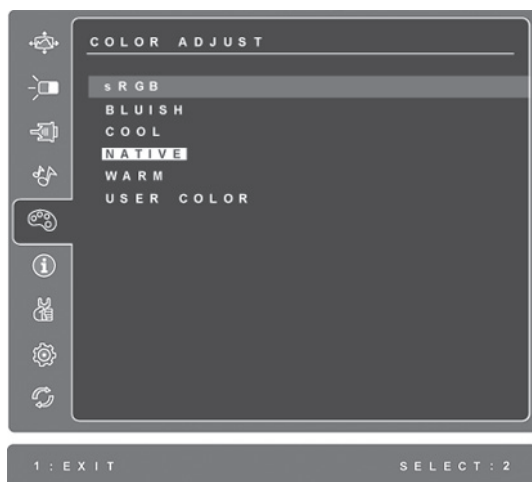 COLOR ADJUST
sRGB
BLUISH
COOL
NATIVE
WARM
USER COLOR
1:EXIT
SELECT:2